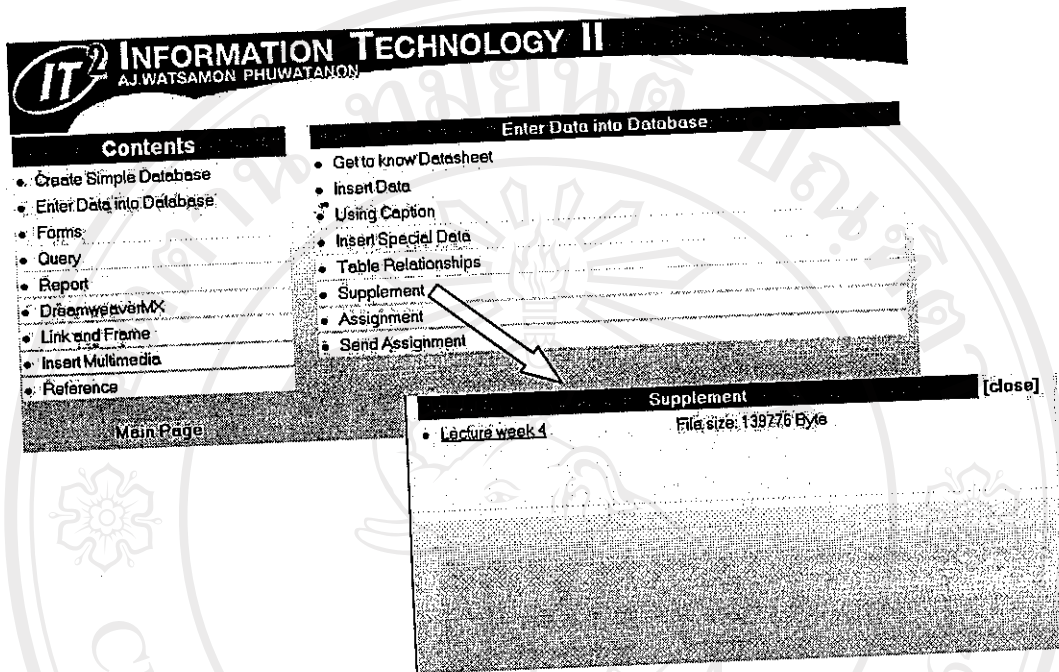 IT2 INFORMATION TECHNOLOGY II
AJ.WATSAMON PHUWATANON
Contents
• Create Simple Database
• Enter Data into Database
• Forms
• Query
• Report
• DreamweaverMX
• Link and Frame
• Insert Multimedia
• Reference
Main Page
Enter Data into Database
• Get to know Datasheet
• Insert Data
• Using Caption
• Insert Special Data
• Table Relationships
• Supplement
• Assignment
• Send Assignment
Supplement
[close]
• Lecture week 4 File size: 139776 Byte